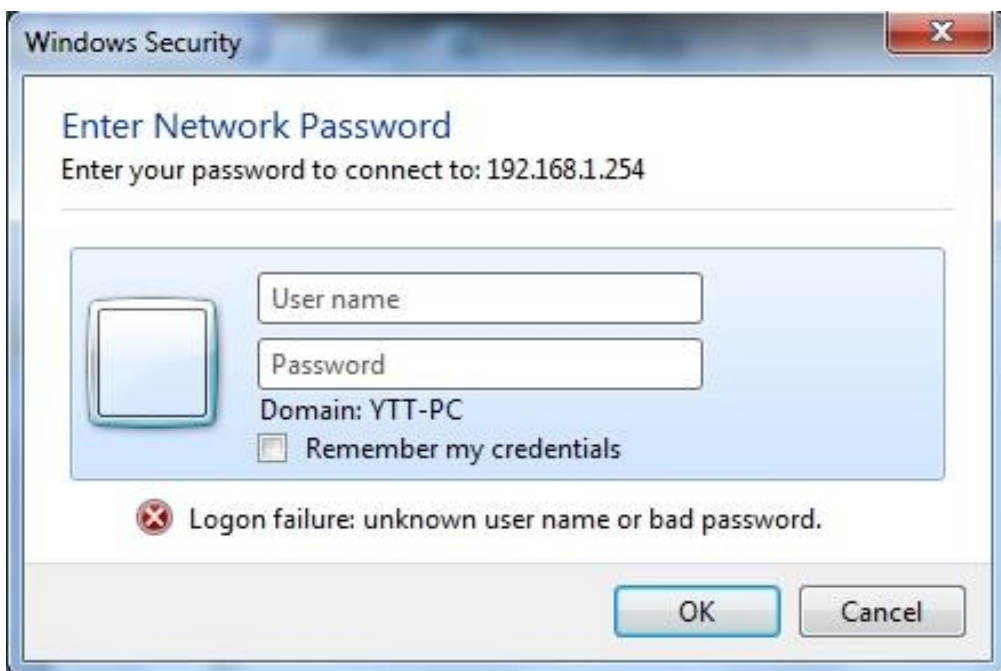 Windows Security
Enter Network Password
Enter your password to connect to: 192.168.1.254
User name
Password
Domain: YTT-PC
Remember my credentials
Logon failure: unknown user name or bad password.
OK Cancel